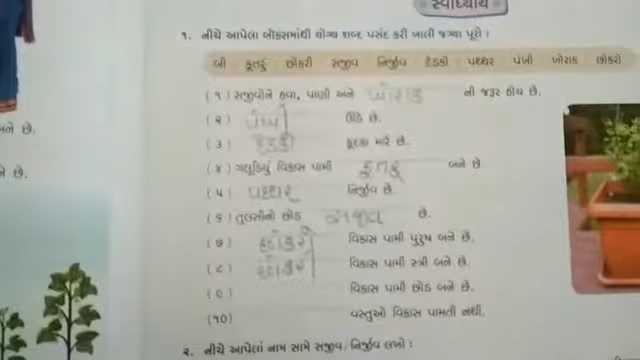 સ્વાધ્યાય
૧. નીચે આપેલા બોક્સમાંથી યોગ્ય શબ્દ પસંદ કરી ખાલી જગ્યા પૂરો :
બી કૂતરું છોકરી સજીવ નિર્જીવ દેડકો પથ્થર પંખી ખોરાક છોકરો
(૧) સજીવોને હવા, પાણી અને ખોરાક ની જરૂર હોય છે.
(૨) પંખી ઊડે છે.
(૩) દેડકો કૂદકા મારે છે.
(૪) ગલુડિયું વિકાસ પામી કૂતરું બને છે.
(૫) પથ્થર નિર્જીવ છે.
(૬) તુલસીનો છોડ સજીવ છે.
(૭) છોકરો વિકાસ પામી પુરુષ બને છે.
(૮) છોકરી વિકાસ પામી સ્ત્રી બને છે.
(૯) વિકાસ પામી છોડ બને છે.
(૧૦) વસ્તુઓ વિકાસ પામતી નથી.
૨. નીચે આપેલાં નામ સામે સજીવ/નિર્જીવ લખો :
બને છે.
છે.